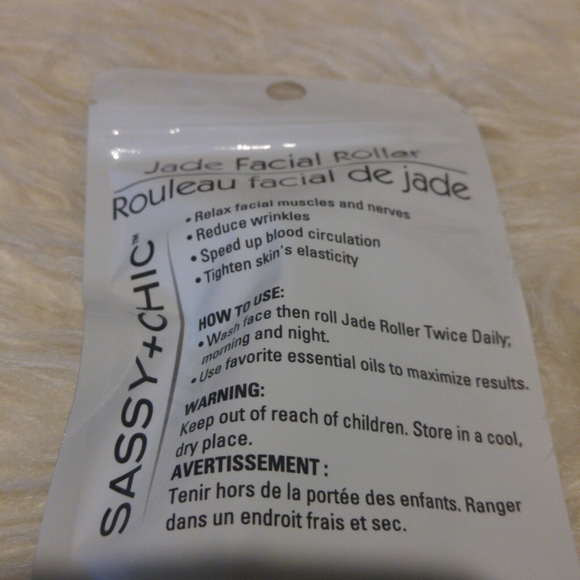 Jade Facial Roller
Rouleau facial de jade
SASSY+CHIC™
• Relax facial muscles and nerves
• Reduce wrinkles
• Speed up blood circulation
• Tighten skin's elasticity
HOW TO USE:
• Wash face then roll Jade Roller Twice Daily;
morning and night.
• Use favorite essential oils to maximize results.
WARNING:
Keep out of reach of children. Store in a cool,
dry place.
AVERTISSEMENT :
Tenir hors de la portée des enfants. Ranger
dans un endroit frais et sec.